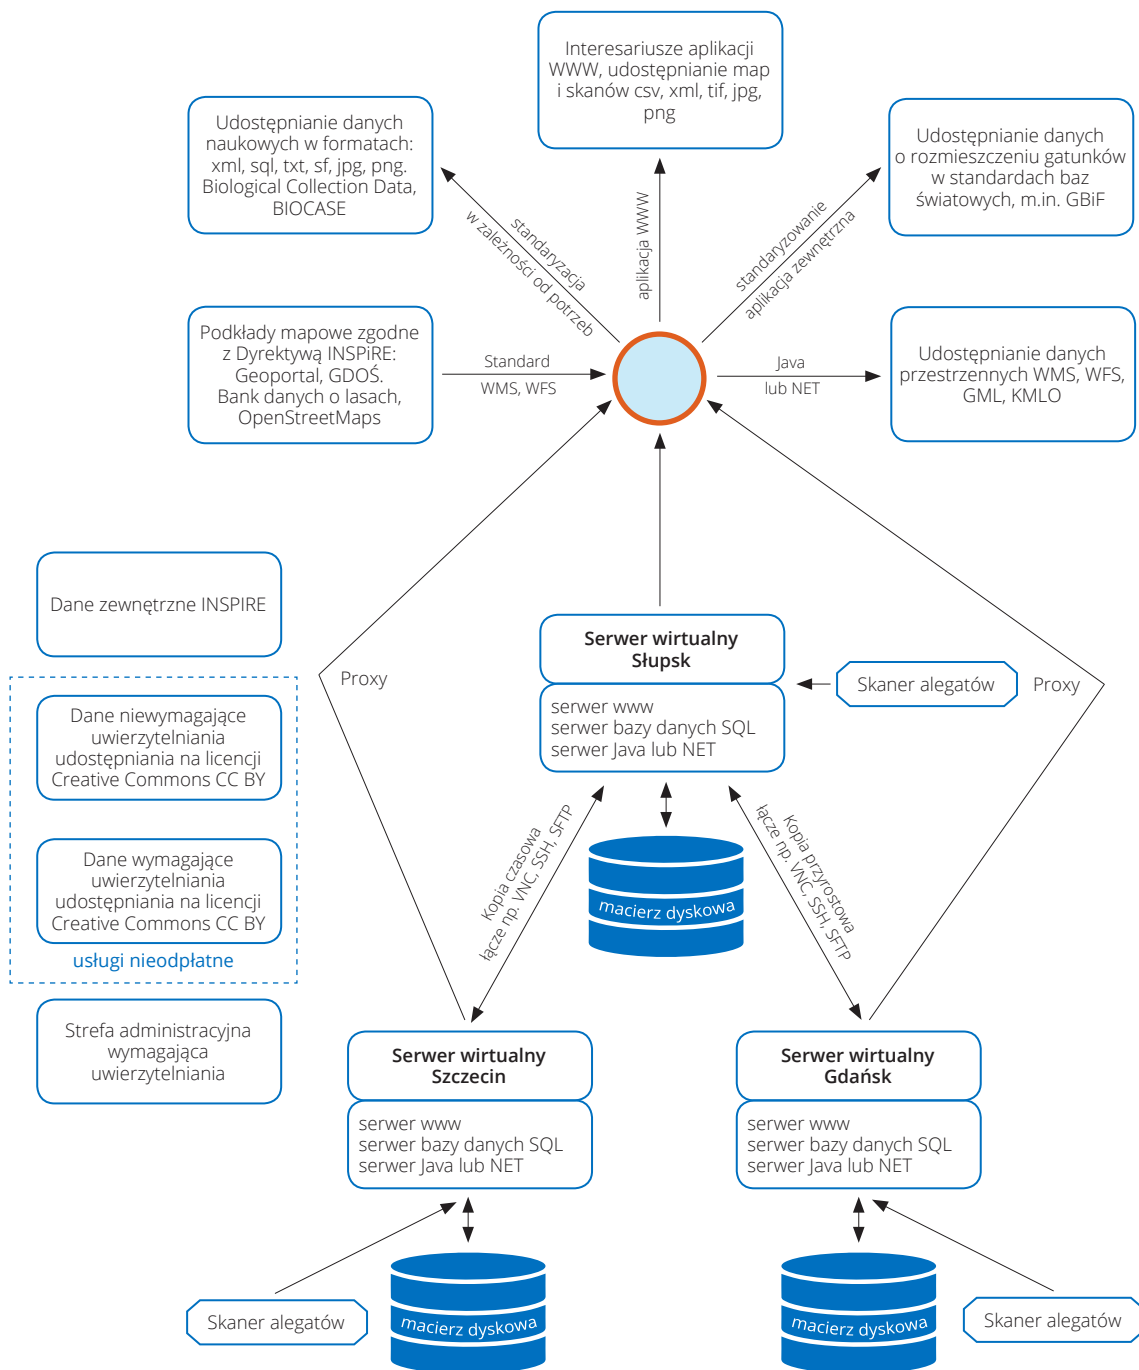 Interesariusze aplikacji
WWW, udostępnianie map
i skanów csv, xml, tif, jpg,
png
Udostępnianie danych
naukowych w formatach:
xml, sql, txt, sf, jpg, png.
Biological Collection Data,
BIOCASE
Udostępnianie danych
o rozmieszczeniu gatunków
w standardach baz
światowych, m.in. GBiF
standaryzacja
w zależności od potrzeb
aplikacja WWW
standaryzowanie
aplikacja zewnętrzna
Podkłady mapowe zgodne
z Dyrektywą INSPiRE:
Geoportal, GDOŚ.
Bank danych o lasach,
OpenStreetMaps
Standard
WMS, WFS
Java
lub NET
Udostępnianie danych
przestrzennych WMS, WFS,
GML, KMLO
Dane zewnętrzne INSPIRE
Dane niewymagające
uwierzytelniania
udostępniania na licencji
Creative Commons CC BY
Dane wymagające
uwierzytelniania
udostępniania na licencji
Creative Commons CC BY
usługi nieodpłatne
Strefa administracyjna
wymagająca
uwierzytelniania
Proxy
Serwer wirtualny
Słupsk
serwer www
serwer bazy danych SQL
serwer Java lub NET
Skaner alegatów
Proxy
Kopia czasowa
łącze np. VNC, SSH, SFTP
macierz dyskowa
Kopia przyrostowa
łącze np. VNC, SSH, SFTP
Serwer wirtualny
Szczecin
serwer www
serwer bazy danych SQL
serwer Java lub NET
Skaner alegatów
macierz dyskowa
Serwer wirtualny
Gdańsk
serwer www
serwer bazy danych SQL
serwer Java lub NET
macierz dyskowa
Skaner alegatów